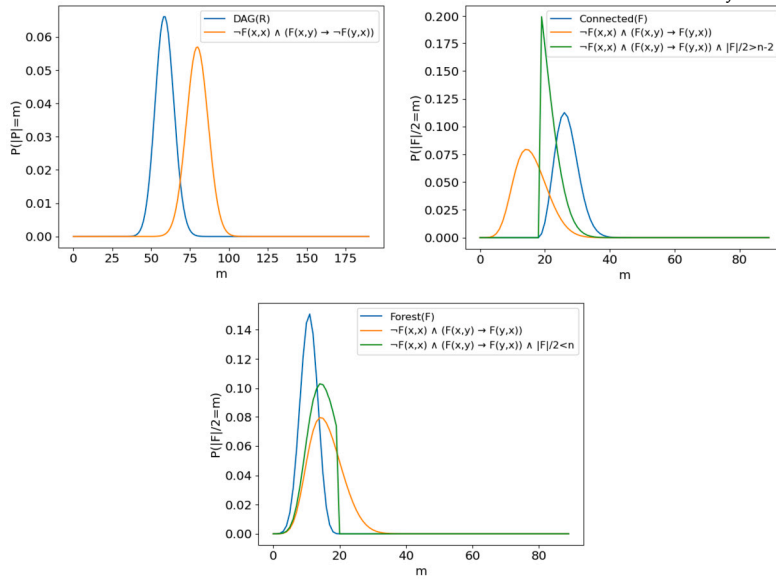 y
DAG(R)
¬F(x,x) ∧ (F(x,y) → ¬F(y,x))
P(|P|=m)
0.06
0.05
0.04
0.03
0.02
0.01
0.00
0 25 50 75 100 125 150 175
m
Connected(F)
¬F(x,x) ∧ (F(x,y) → F(y,x))
¬F(x,x) ∧ (F(x,y) → F(y,x)) ∧ |F|/2>n-2
P(|F|/2=m)
0.200
0.175
0.150
0.125
0.100
0.075
0.050
0.025
0.000
0 20 40 60 80
m
Forest(F)
¬F(x,x) ∧ (F(x,y) → F(y,x))
¬F(x,x) ∧ (F(x,y) → F(y,x)) ∧ |F|/2<n
P(|F|/2=m)
0.14
0.12
0.10
0.08
0.06
0.04
0.02
0.00
0 20 40 60 80
m